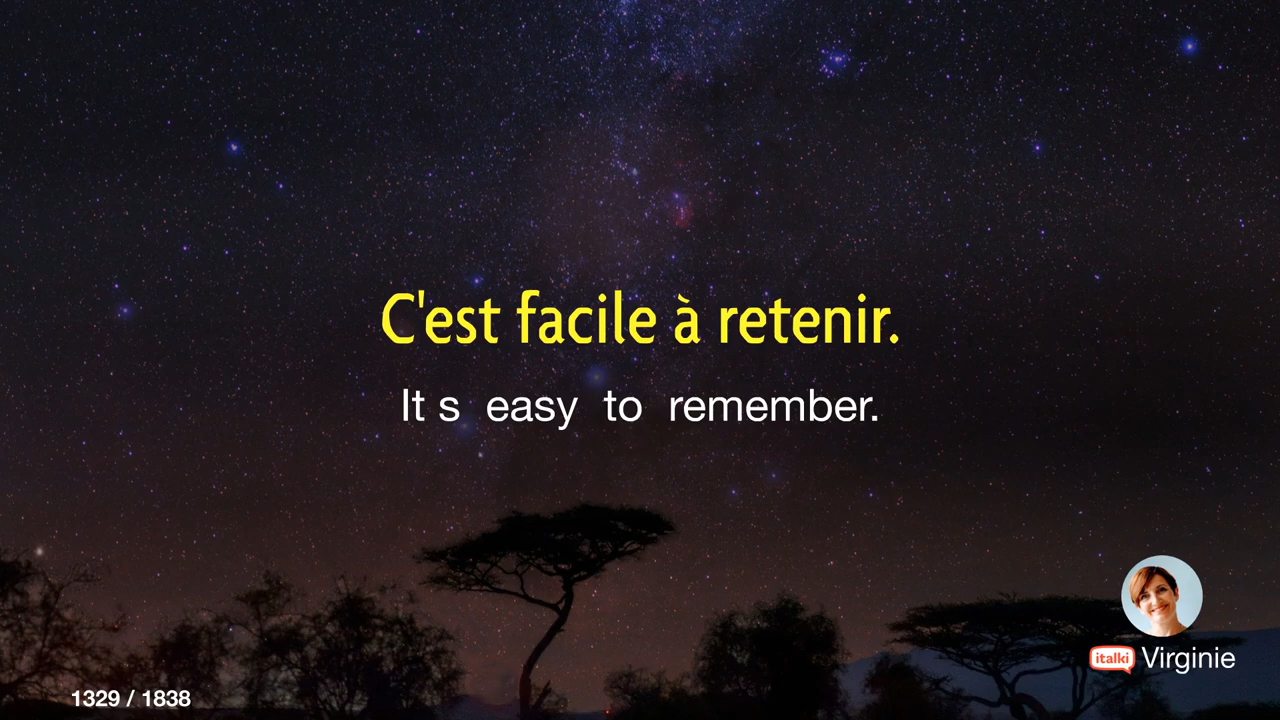 C'est facile à retenir.
It s easy to remember.
italki Virginie
1329 / 1838